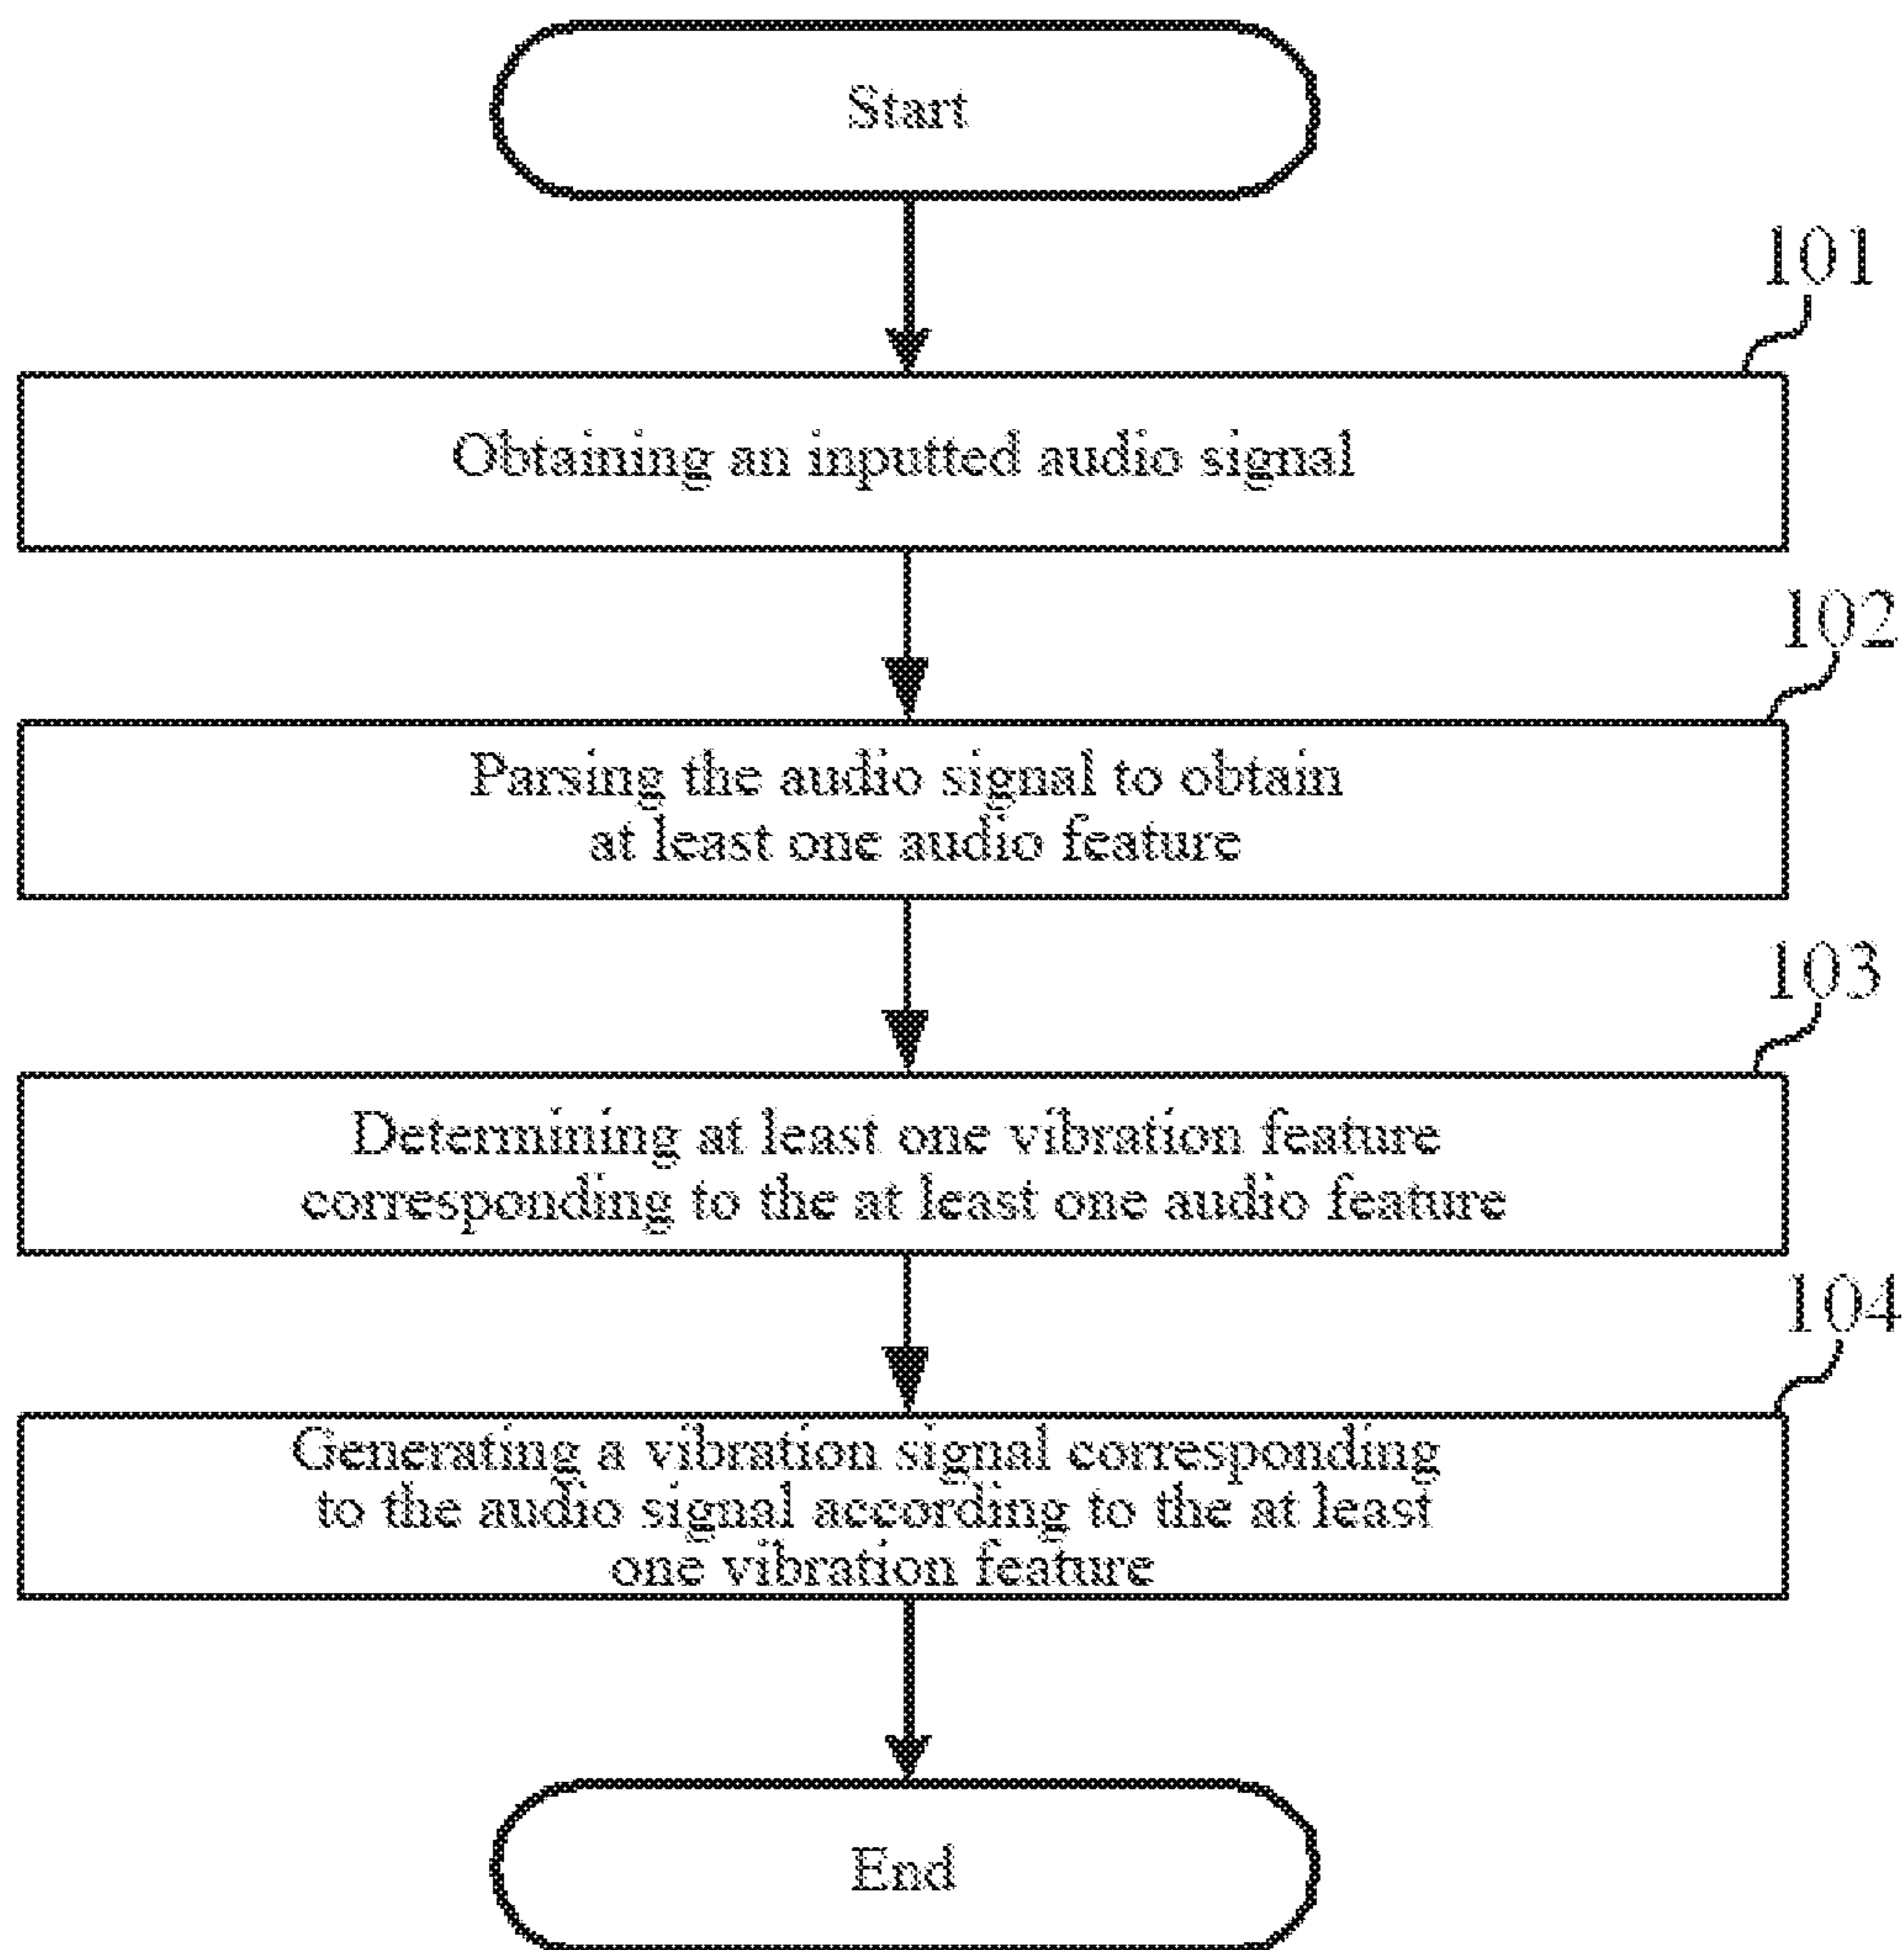 Start
101
Obtaining an inputted audio signal
102
Parsing the audio signal to obtain
at least one audio feature
103
Determining at least one vibration feature
corresponding to the at least one audio feature
104
Generating a vibration signal corresponding
to the audio signal according to the at least
one vibration feature
End